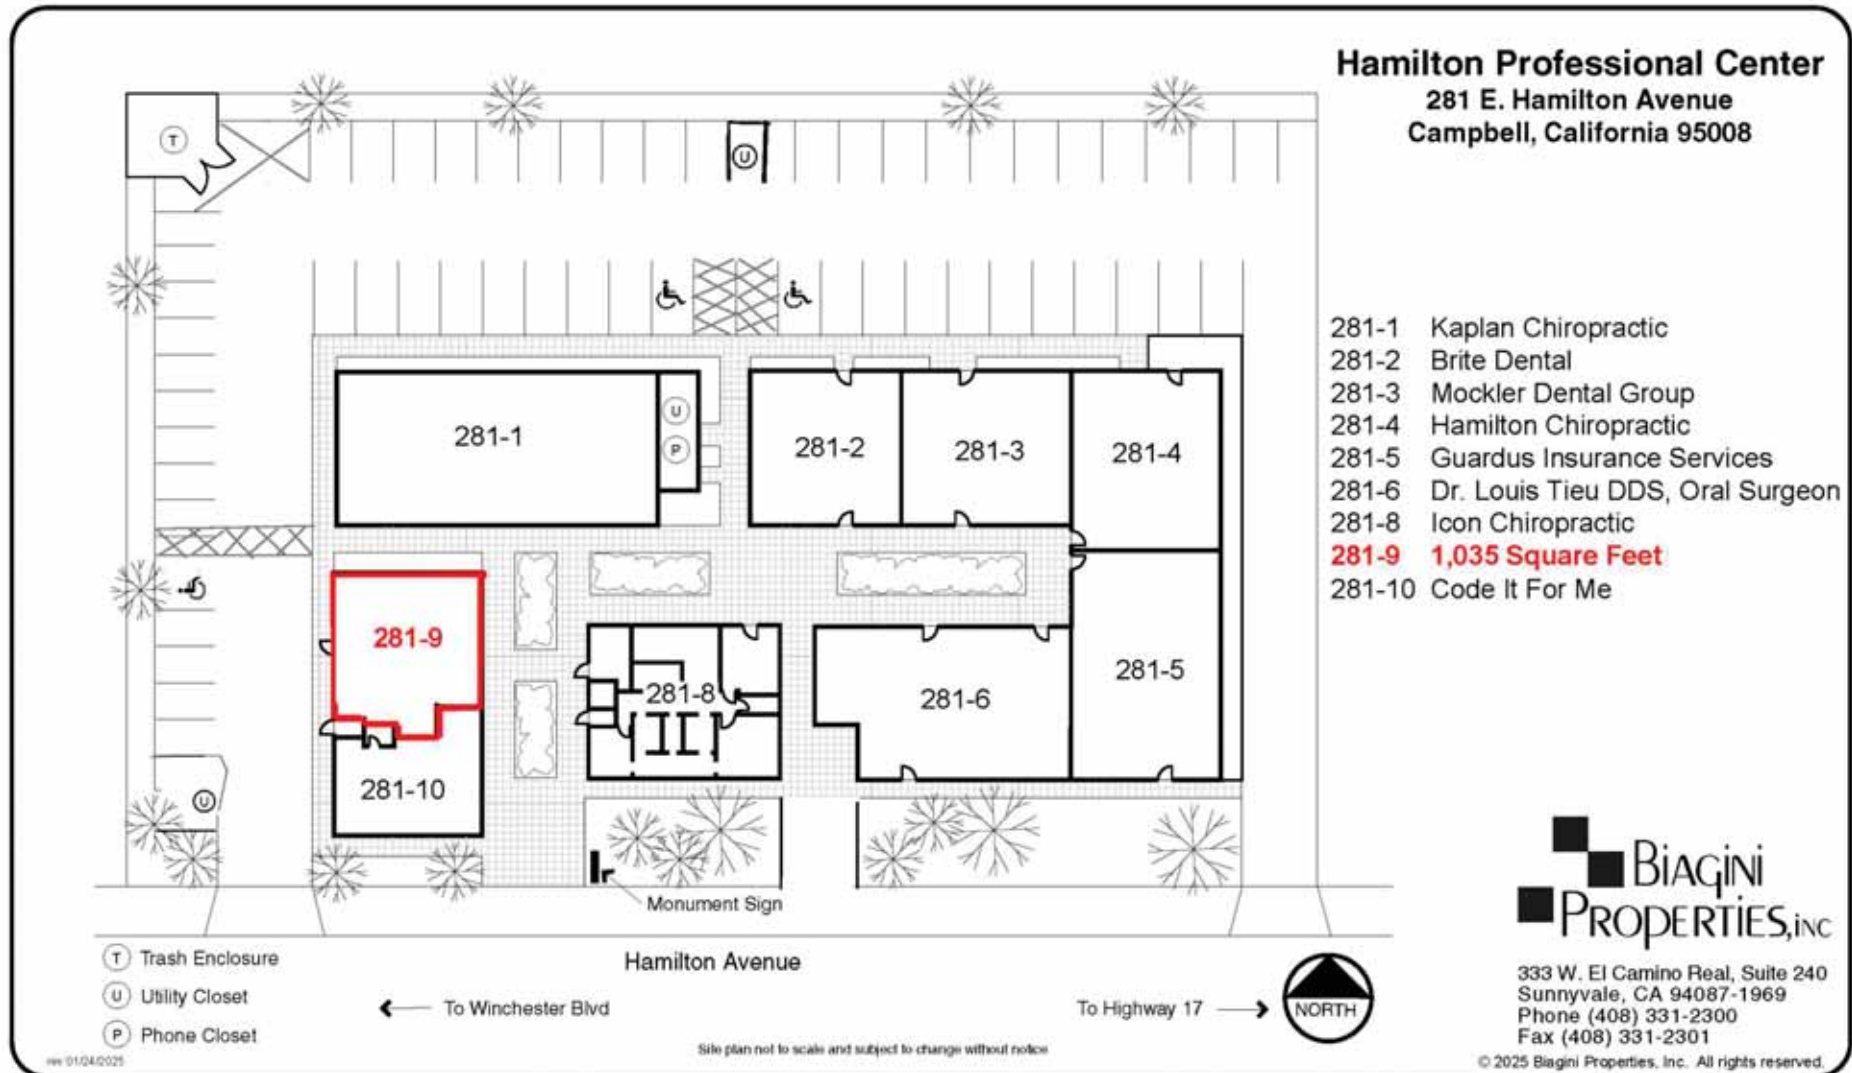 Hamilton Professional Center
281 E. Hamilton Avenue
Campbell, California 95008
T
U
281-1 Kaplan Chiropractic
281-2 Brite Dental
281-3 Mockler Dental Group
281-4 Hamilton Chiropractic
281-5 Guardus Insurance Services
281-6 Dr. Louis Tieu DDS, Oral Surgeon
281-8 Icon Chiropractic
281-9 1,035 Square Feet
281-10 Code It For Me
281-1
U
P
281-2
281-3
281-4
281-9
281-8
281-6
281-5
281-10
U
Monument Sign
T Trash Enclosure
U Utility Closet
P Phone Closet
Hamilton Avenue
To Winchester Blvd
To Highway 17
NORTH
Site plan not to scale and subject to change without notice
rev 01/24/2025
Biagini
Properties, inc
333 W. El Camino Real, Suite 240
Sunnyvale, CA 94087-1969
Phone (408) 331-2300
Fax (408) 331-2301
© 2025 Biagini Properties, Inc. All rights reserved.